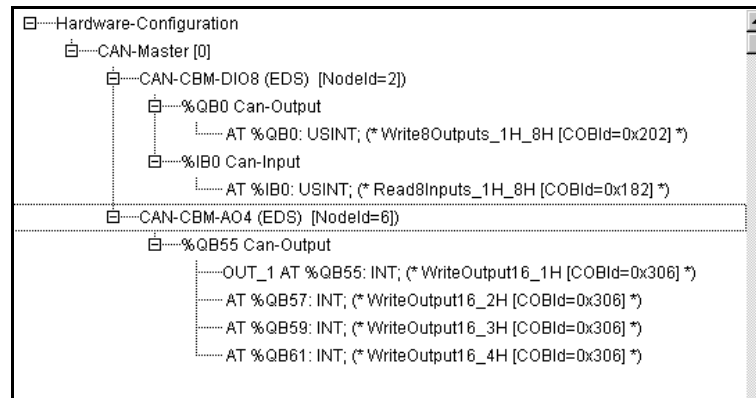 Hardware-Configuration
CAN-Master [0]
CAN-CBM-DIO8 (EDS) [NodeId=2])
%QB0 Can-Output
AT %QB0: USINT; (* Write8Outputs_1H_8H [COBId=0x202] *)
%IB0 Can-Input
AT %IB0: USINT; (* Read8Inputs_1H_8H [COBId=0x182] *)
CAN-CBM-AO4 (EDS) [NodeId=6])
%QB55 Can-Output
OUT_1 AT %QB55: INT; (* WriteOutput16_1H [COBId=0x306] *)
AT %QB57: INT; (* WriteOutput16_2H [COBId=0x306] *)
AT %QB59: INT; (* WriteOutput16_3H [COBId=0x306] *)
AT %QB61: INT; (* WriteOutput16_4H [COBId=0x306] *)